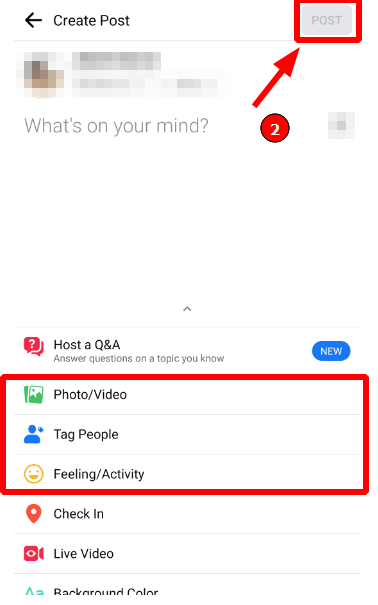 Create Post
POST
What's on your mind?
2
Host a Q&A
Answer questions on a topic you know
NEW
Photo/Video
Tag People
Feeling/Activity
Check In
Live Video
Background Color